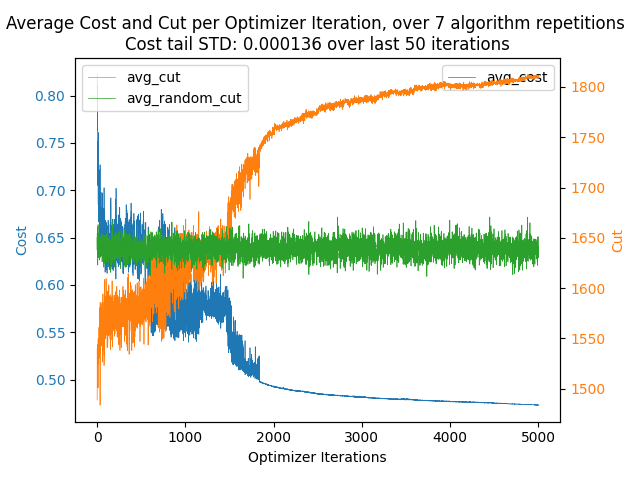 Average Cost and Cut per Optimizer Iteration, over 7 algorithm repetitions
Cost tail STD: 0.000136 over last 50 iterations
avg_cut
avg_random_cut
avg_cost
0.80
0.75
0.70
0.65
0.60
0.55
0.50
Cost
1800
1750
1700
1650
1600
1550
1500
Cut
0
1000
2000
3000
4000
5000
Optimizer Iterations